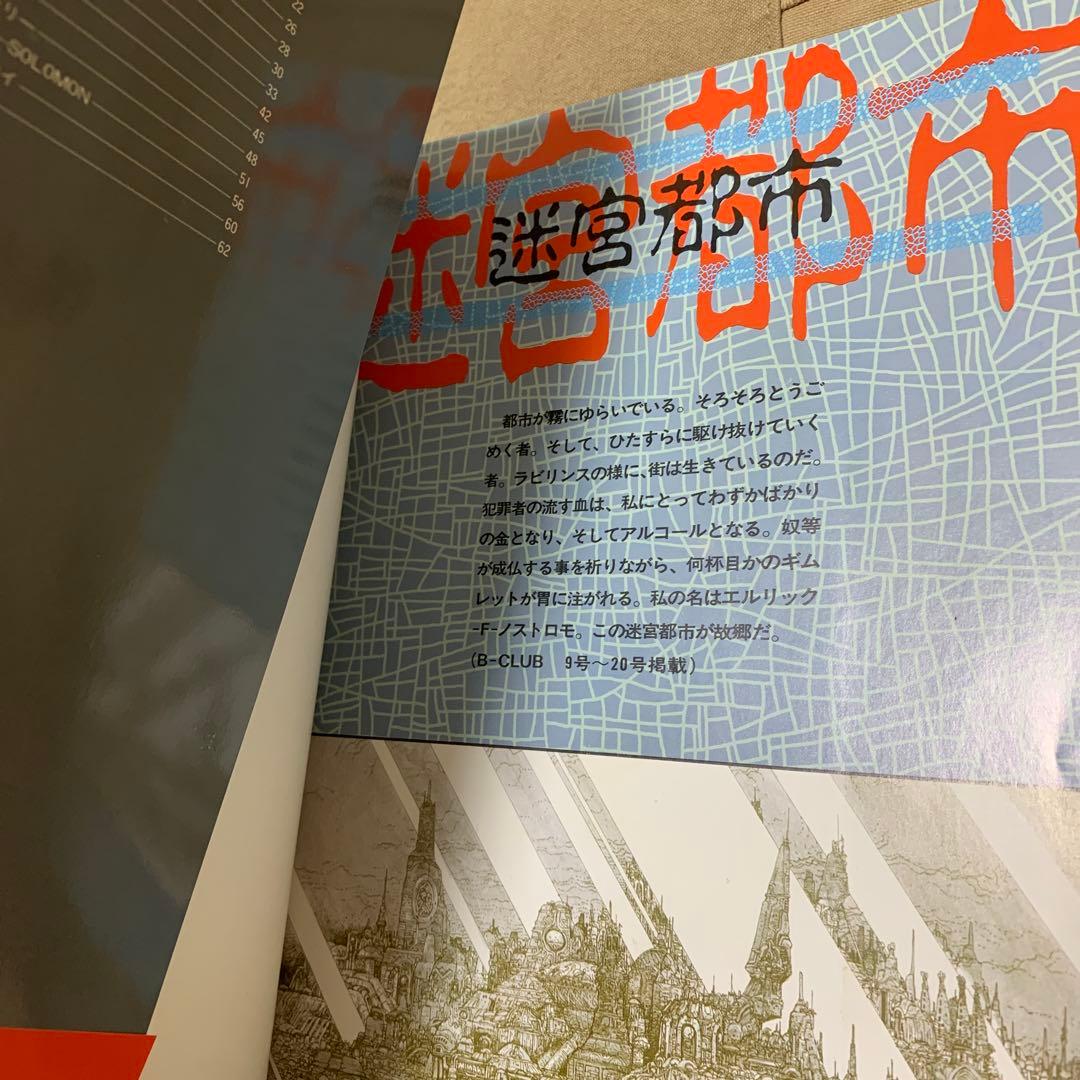 22
26
28
SOLOMON
30
33
42
45
48
51
56
60
62
迷宮都市
迷宮都市
都市が霧にゆらいでいる。そろそろとうご
めく者。そして、ひたすらに駆け抜けていく
者。ラビリンスの様に、街は生きているのだ。
犯罪者の流す血は、私にとってわずかばかり
の金となり、そしてアルコールとなる。奴等
が成仏する事を祈りながら、何杯目かのギム
レットが胃に注がれる。私の名はエルリック
-F-ノストロモ。この迷宮都市が故郷だ。
(B-CLUB 9号〜20号掲載)